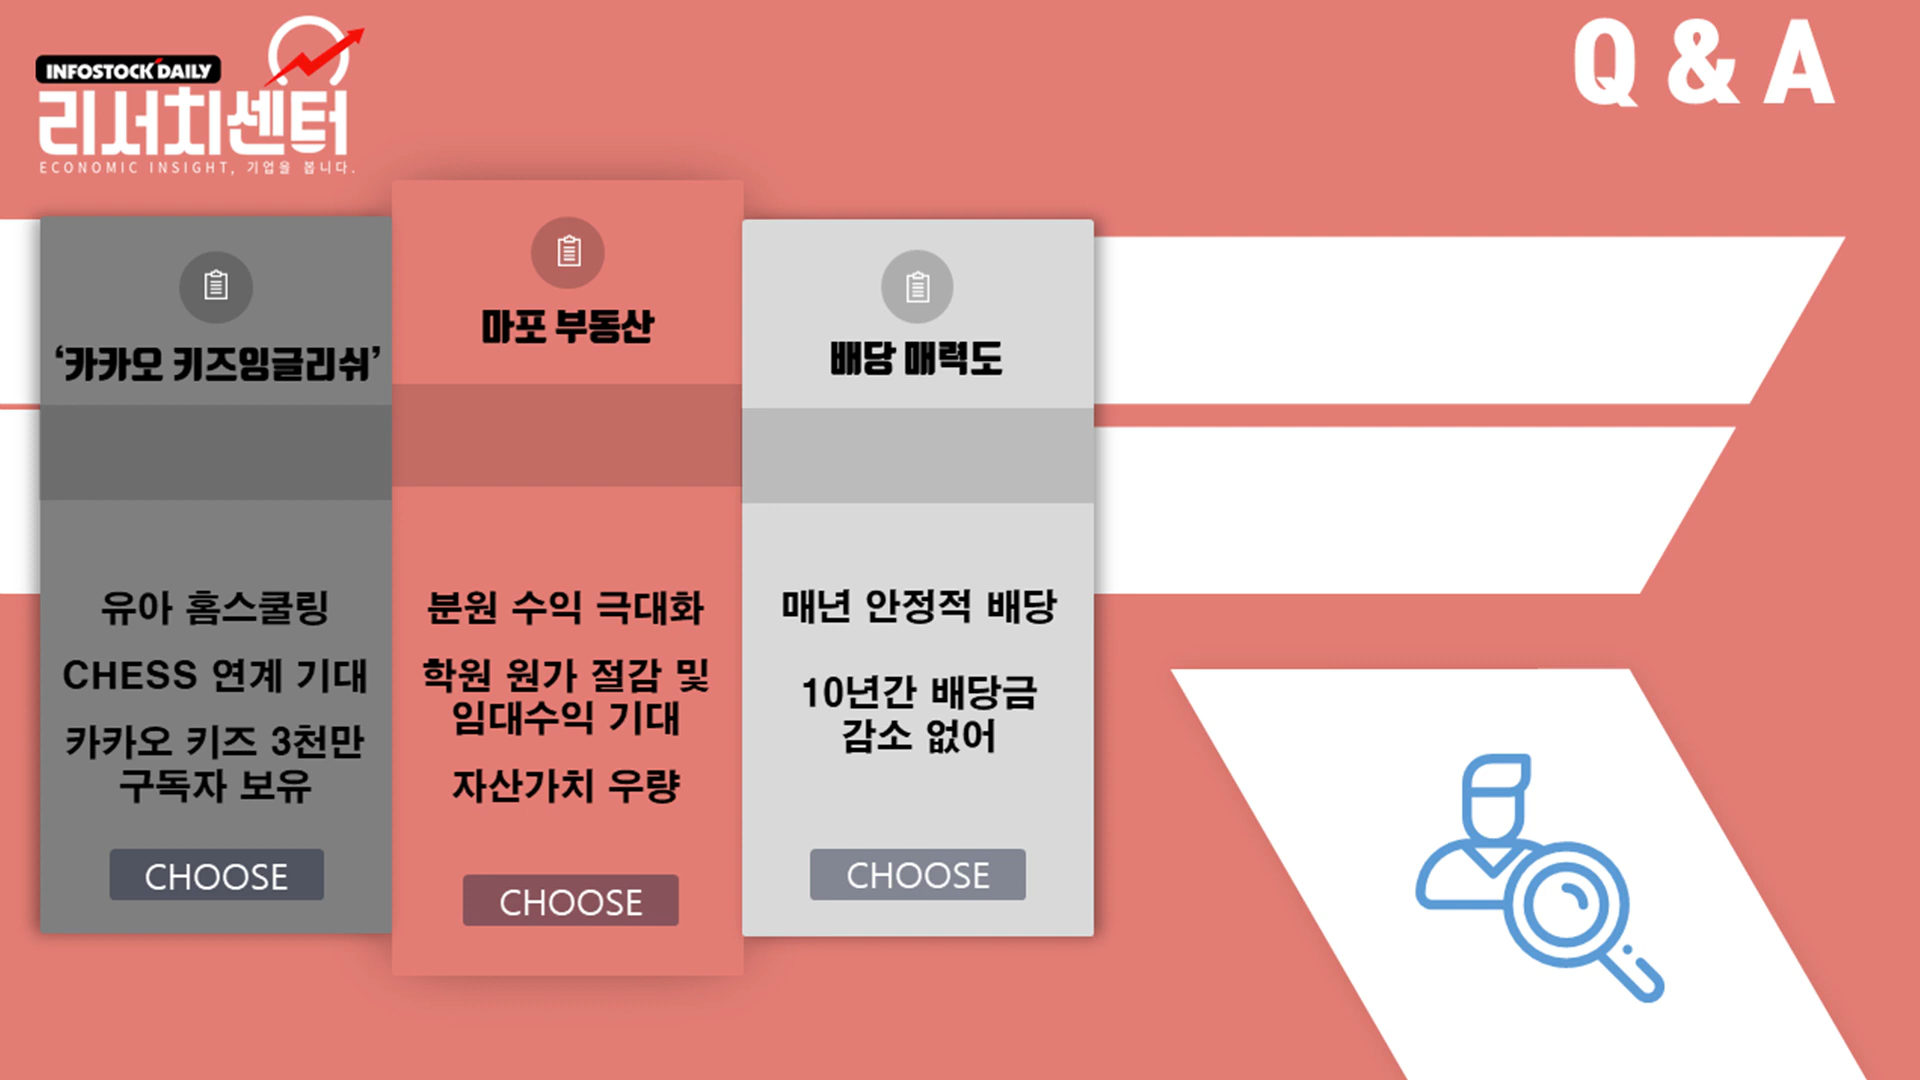 INFOSTOCK DAILY
리서치센터
ECONOMIC INSIGHT, 기업을 봅니다.
Q & A
‘카카오 키즈잉글리쉬’
유아 홈스쿨링
CHESS 연계 기대
카카오 키즈 3천만
구독자 보유
CHOOSE
마포 부동산
분원 수익 극대화
학원 원가 절감 및
임대수익 기대
자산가치 우량
CHOOSE
배당 매력도
매년 안정적 배당
10년간 배당금
감소 없어
CHOOSE